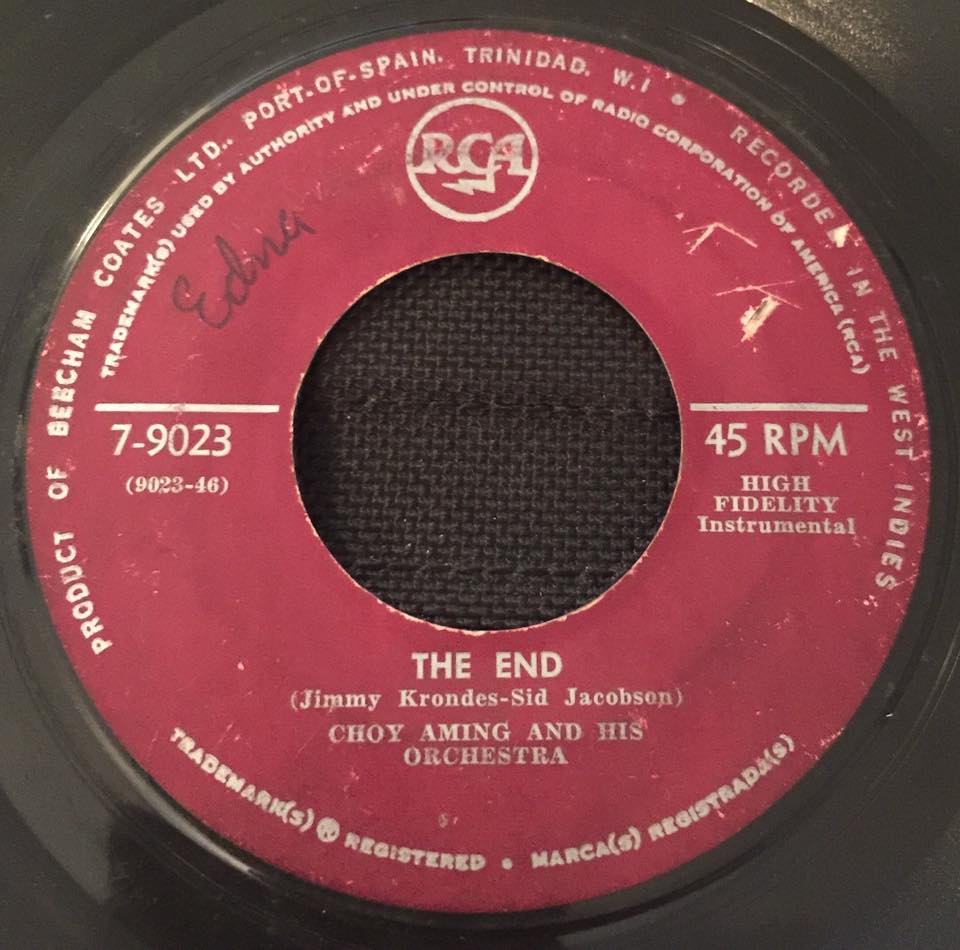 PRODUCT OF BEECHAM COATES LTD., PORT-OF-SPAIN. TRINIDAD, W.I • RECORDED IN THE WEST INDIES.
TRADEMARK(S) USED BY AUTHORITY AND UNDER CONTROL OF RADIO CORPORATION OF AMERICA (RCA)
RCA
Edna
7-9023
(9023-46)
45 RPM
HIGH
FIDELITY
Instrumental
THE END
(Jimmy Krondes-Sid Jacobson)
CHOY AMING AND HIS
ORCHESTRA
TRADEMARK(S) ® REGISTERED • MARCA(S) REGISTRADA(S)